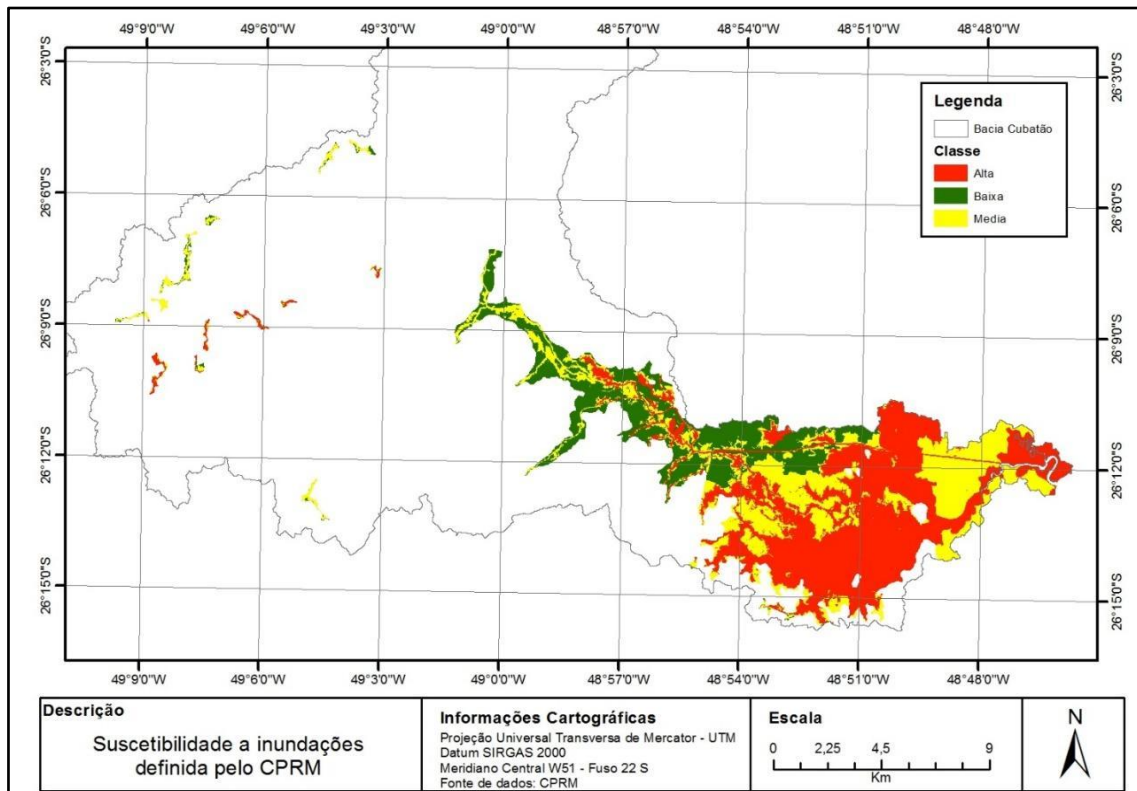 49°9'0"W 49°6'0"W 49°3'0"W 49°0'0"W 48°57'0"W 48°54'0"W 48°51'0"W 48°48'0"W
26°3'0"S
26°6'0"S
26°9'0"S
26°12'0"S
26°15'0"S
Legenda
Bacia Cubatão
Classe
Alta
Baixa
Media
26°3'0"S
26°6'0"S
26°9'0"S
26°12'0"S
26°15'0"S
49°9'0"W 49°6'0"W 49°3'0"W 49°0'0"W 48°57'0"W 48°54'0"W 48°51'0"W 48°48'0"W
Descrição
Suscetibilidade a inundações
definida pelo CPRM
Informações Cartográficas
Projeção Universal Transversa de Mercator - UTM
Datum SIRGAS 2000
Meridiano Central W51 - Fuso 22 S
Fonte de dados: CPRM
Escala
0 2,25 4,5 9
Km
N